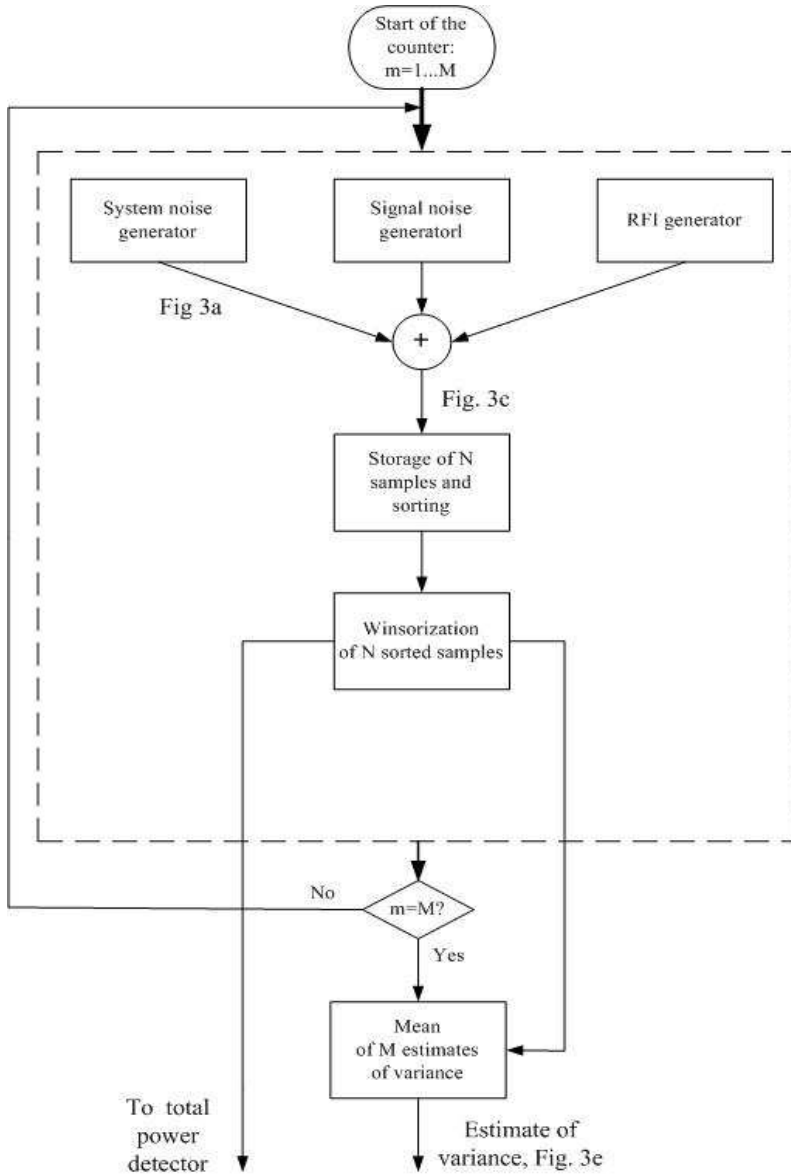 Start of the
counter:
m=1...M
System noise
generator
Signal noise
generatorl
RFI generator
Fig 3a
+
Fig. 3c
Storage of N
samples and
sorting
Winsorization
of N sorted samples
No
m=M?
Yes
Mean
of M estimates
of variance
To total
power
detector
Estimate of
variance, Fig. 3e